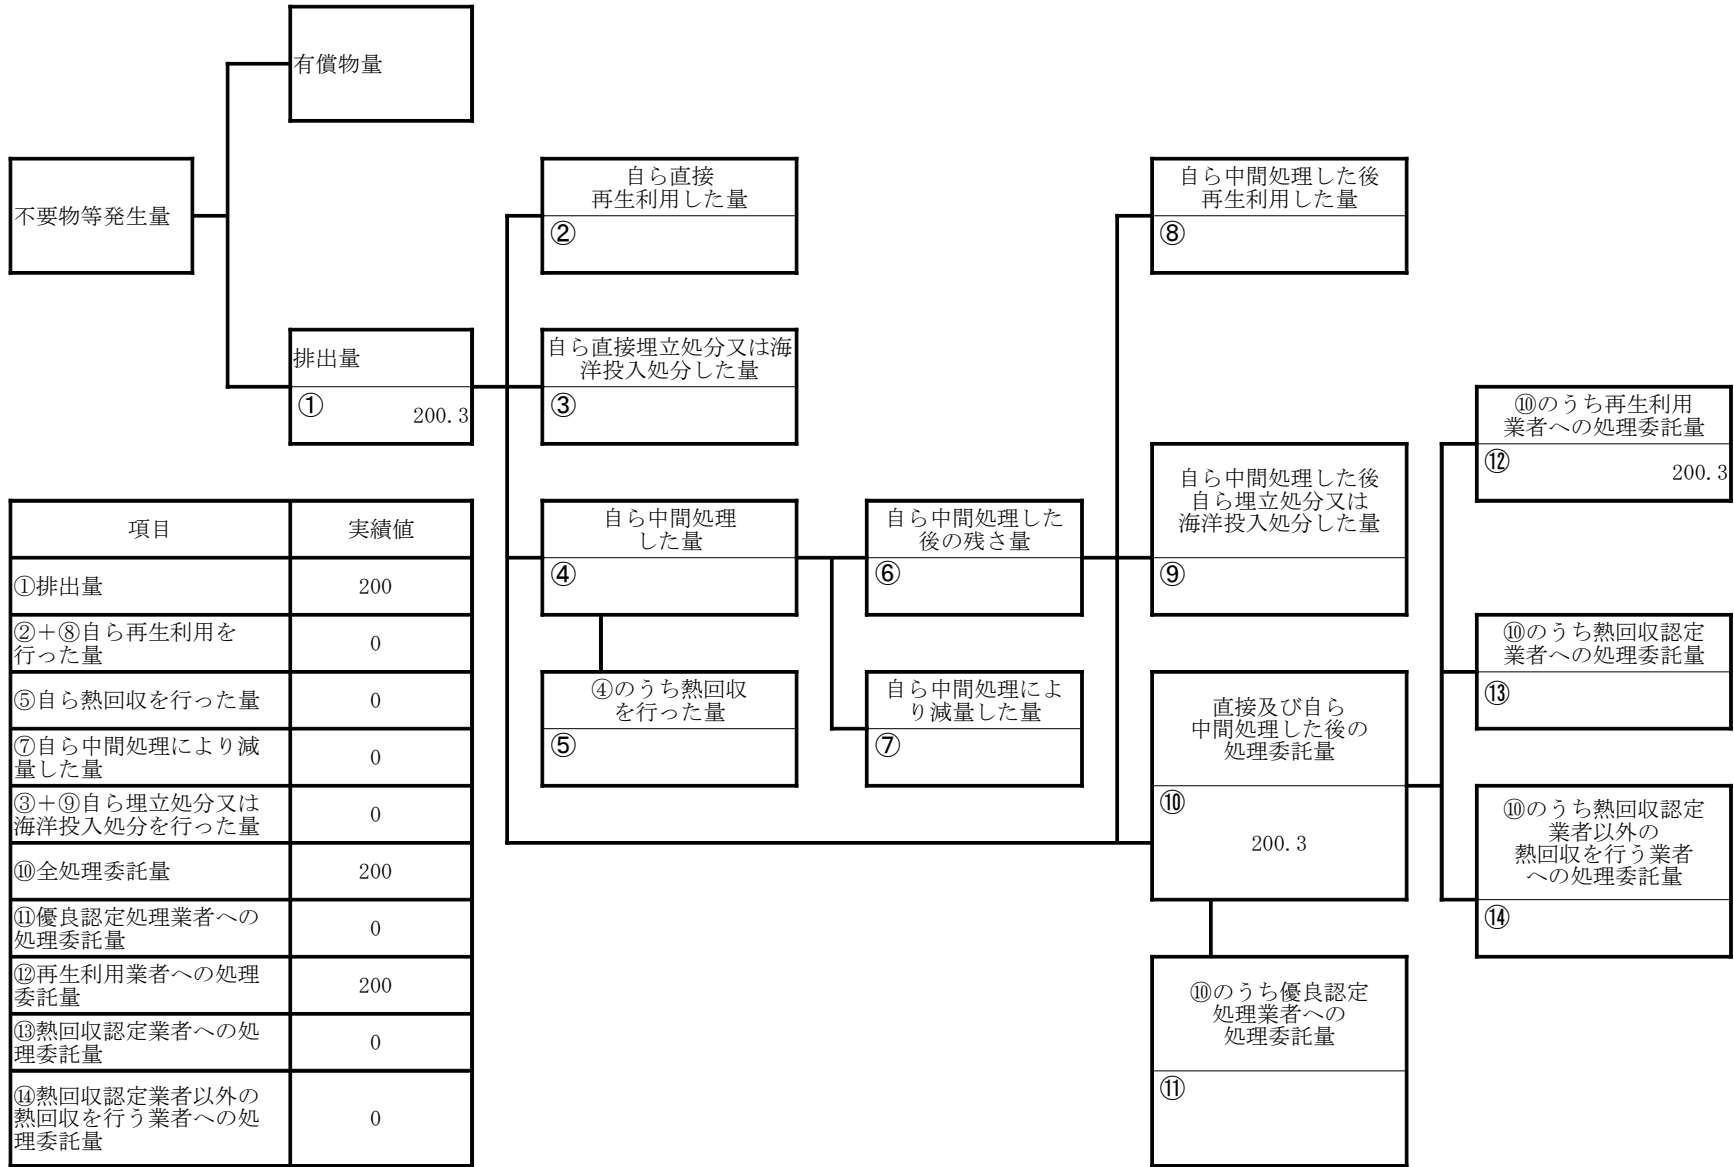 有償物量
不要物等発生量
排出量
①
200.3
自ら直接
再生利用した量
②
自ら直接埋立処分又は海
洋投入処分した量
③
自ら中間処理
した量
④
④のうち熱回収
を行った量
⑤
自ら中間処理した
後の残さ量
⑥
自ら中間処理によ
り減量した量
⑦
自ら中間処理した後
再生利用した量
⑧
自ら中間処理した後
自ら埋立処分又は
海洋投入処分した量
⑨
直接及び自ら
中間処理した後の
処理委託量
⑩
200.3
⑩のうち優良認定
処理業者への
処理委託量
⑪
⑩のうち再生利用
業者への処理委託量
⑫
200.3
⑩のうち熱回収認定
業者への処理委託量
⑬
⑩のうち熱回収認定
業者以外の
熱回収を行う業者
への処理委託量
⑭
項目 実績値
①排出量 200
②+⑧自ら再生利用を
行った量 0
⑤自ら熱回収を行った量 0
⑦自ら中間処理により減
量した量 0
③+⑨自ら埋立処分又は
海洋投入処分を行った量 0
⑩全処理委託量 200
⑪優良認定処理業者への
処理委託量 0
⑫再生利用業者への処理
委託量 200
⑬熱回収認定業者への処
理委託量 0
⑭熱回収認定業者以外の
熱回収を行う業者への処
理委託量 0